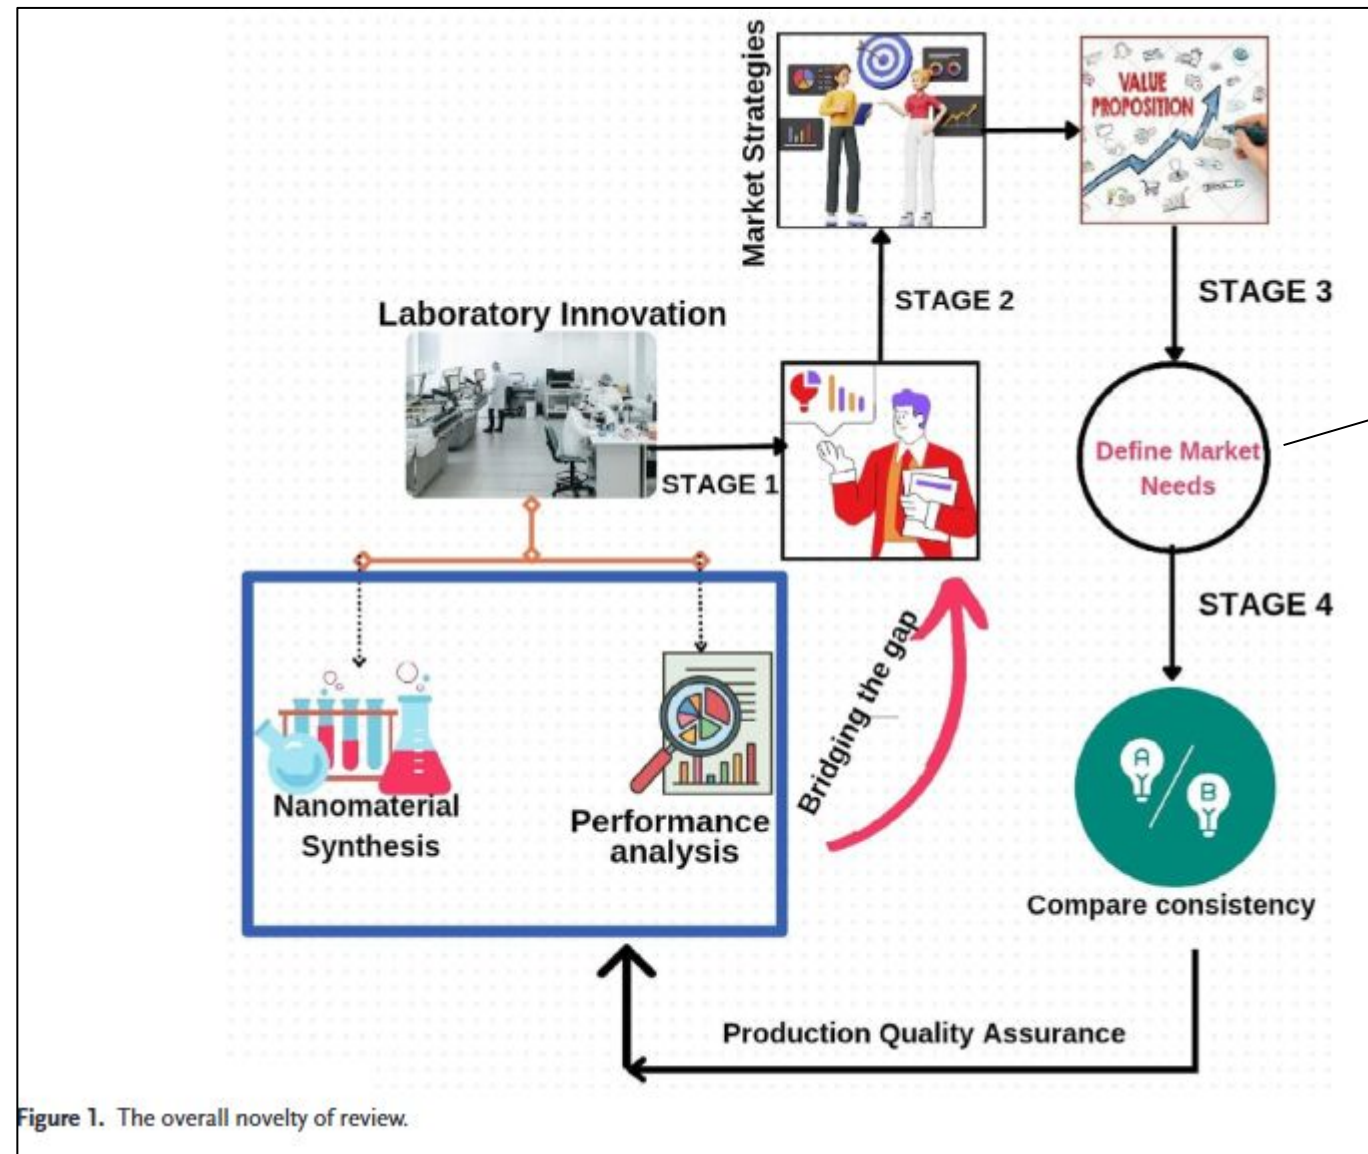 Market Strategies
VALUE
PROPOSITION
STAGE 2
STAGE 3
Laboratory Innovation
STAGE 1
Define Market
Needs
STAGE 4
Bridging the gap
Nanomaterial
Synthesis
Performance
analysis
A
B
Compare consistency
Production Quality Assurance
Figure 1. The overall novelty of review.